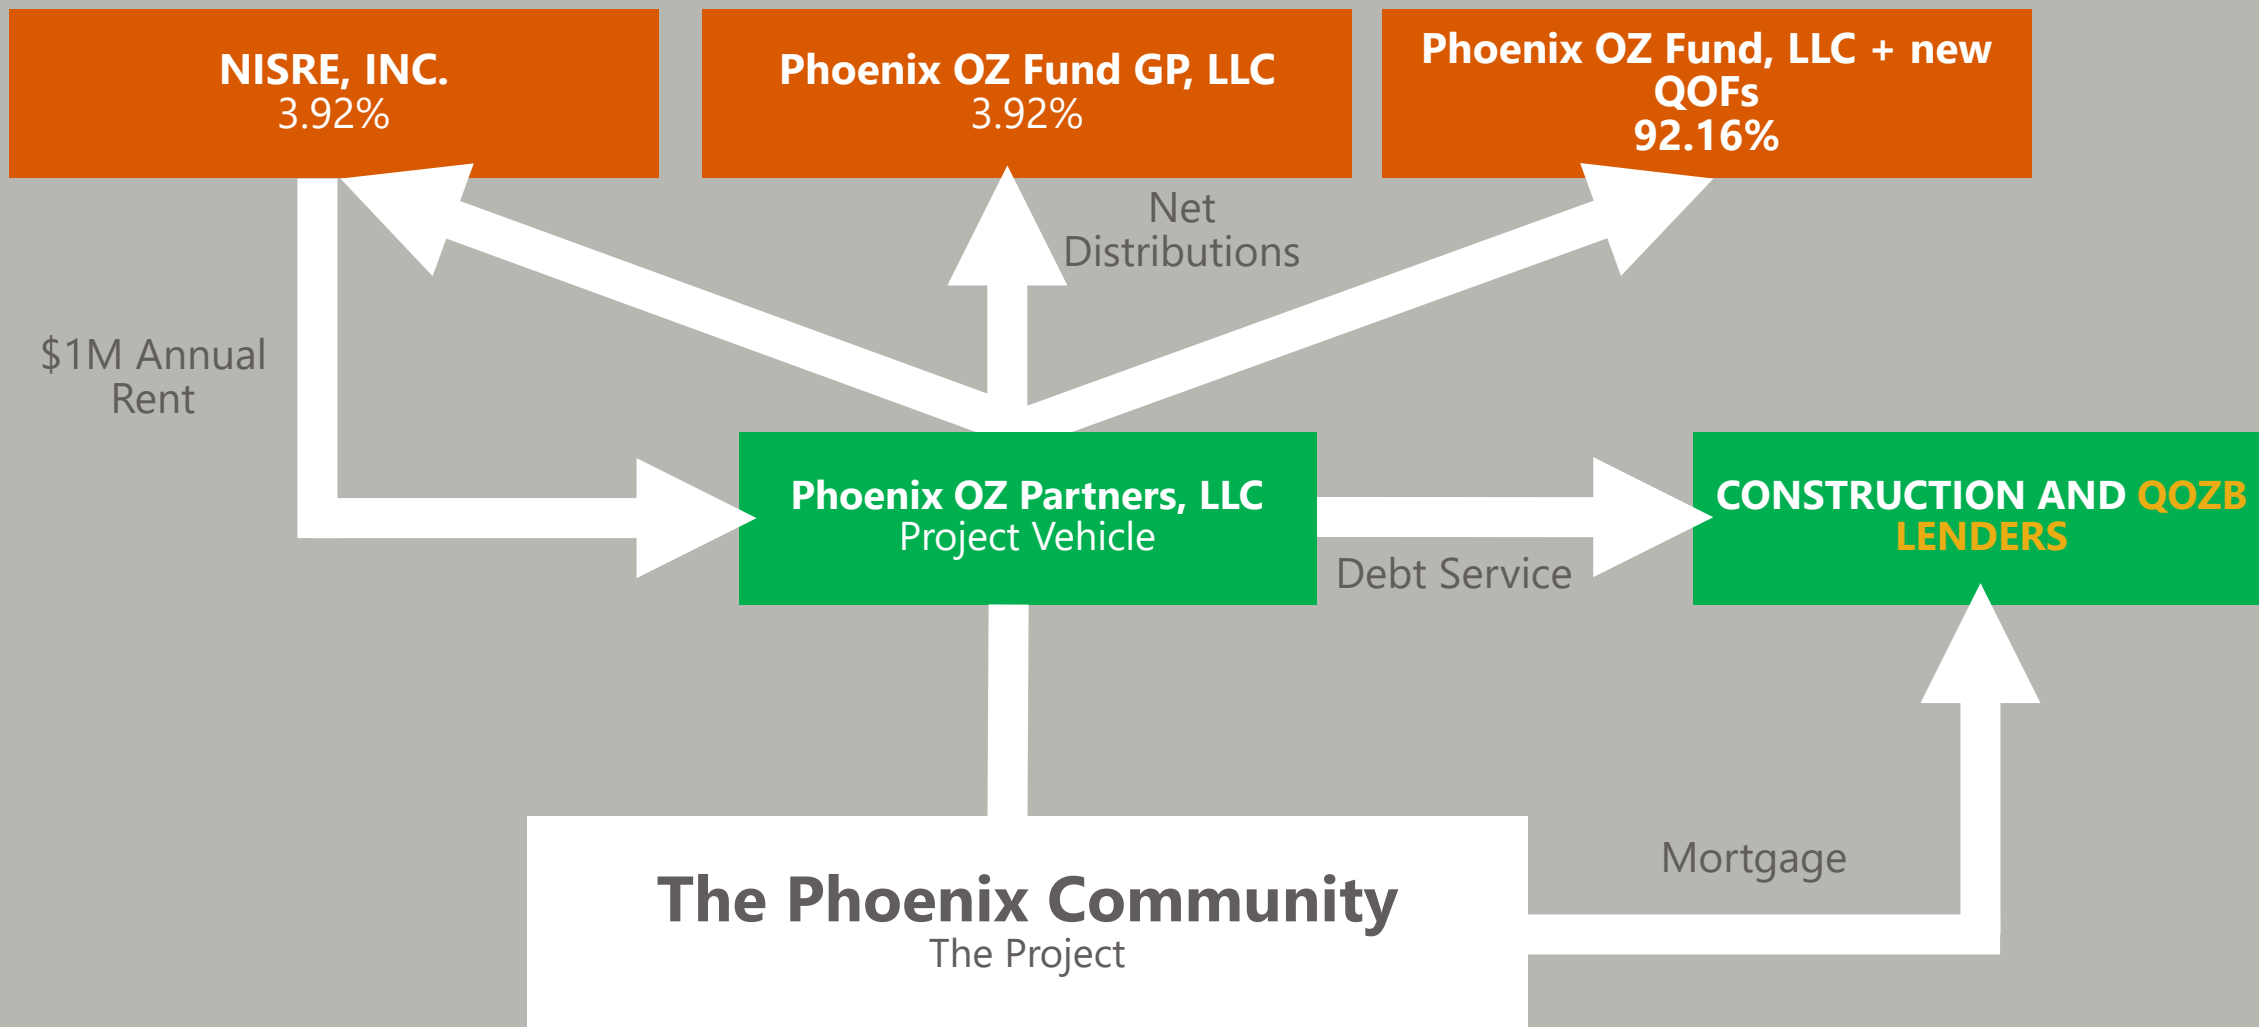 NISRE, INC.
3.92%
Phoenix OZ Fund GP, LLC
3.92%
Phoenix OZ Fund, LLC + new
QOFs
92.16%
Net
Distributions
$1M Annual
Rent
Phoenix OZ Partners, LLC
Project Vehicle
Debt Service
CONSTRUCTION AND QOZB
LENDERS
Mortgage
The Phoenix Community
The Project